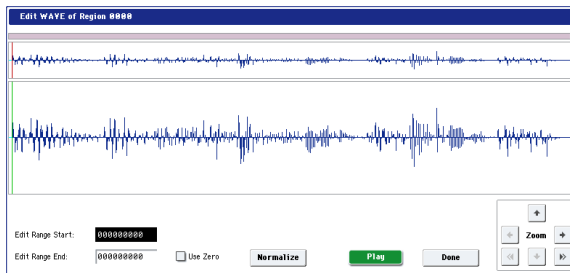 Edit WAVE of Region 0000
Edit Range Start: 000000000
Edit Range End: 000000000 Use Zero Normalize Play Done
Zoom